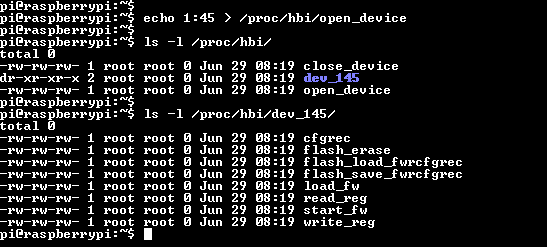 pi@raspberrypi:~$
pi@raspberrypi:~$ echo 1:45 > /proc/hbi/open_device
pi@raspberrypi:~$
pi@raspberrypi:~$ ls -l /proc/hbi/
total 0
-rw-rw-rw- 1 root root 0 Jun 29 08:19 close_device
dr-xr-xr-x 2 root root 0 Jun 29 08:19 dev_145
-rw-rw-rw- 1 root root 0 Jun 29 08:19 open_device
pi@raspberrypi:~$
pi@raspberrypi:~$ ls -l /proc/hbi/dev_145/
total 0
-rw-rw-rw- 1 root root 0 Jun 29 08:19 cfgrec
-rw-rw-rw- 1 root root 0 Jun 29 08:19 flash_erase
-rw-rw-rw- 1 root root 0 Jun 29 08:19 flash_load_fwrcfgrec
-rw-rw-rw- 1 root root 0 Jun 29 08:19 flash_save_fwrcfgrec
-rw-rw-rw- 1 root root 0 Jun 29 08:19 load_fw
-rw-rw-rw- 1 root root 0 Jun 29 08:19 read_reg
-rw-rw-rw- 1 root root 0 Jun 29 08:19 start_fw
-rw-rw-rw- 1 root root 0 Jun 29 08:19 write_reg
pi@raspberrypi:~$